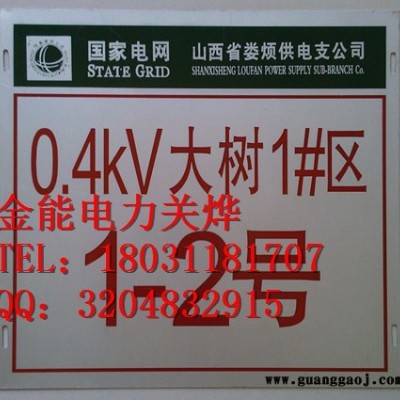 国家电网
STATE GRID
山西省娄烦供电支公司
SHANXISHENG LOUFAN POWER SUPPLY SUB-BRANCH Co.
0.4kV大树1#区
金能电力关烨
1-2号
TEL：18031181707
QQ：3204832915
www.guanggaoj.com